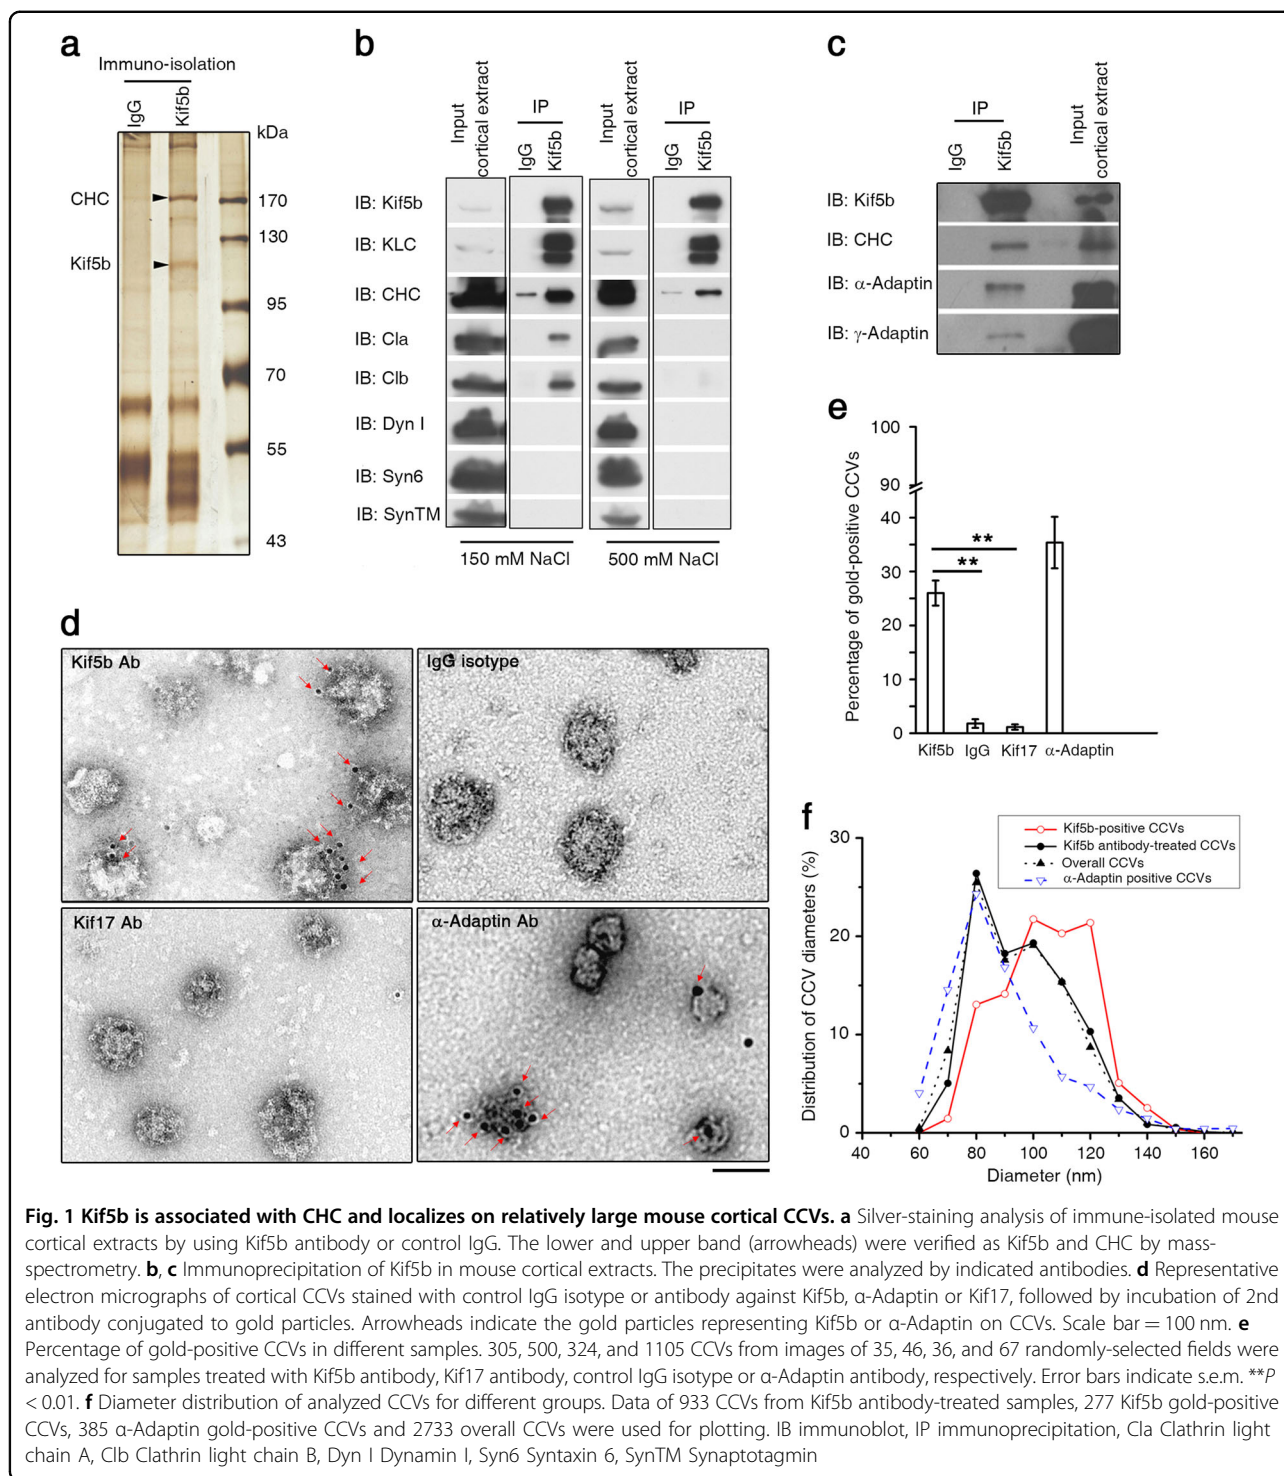 a
Immuno-isolation
IgG
Kif5b
kDa
CHC
170
130
Kif5b
95
70
55
43
b
Input
cortical extract
IP
IgG
Kif5b
Input
cortical extract
IP
IgG
Kif5b
IB: Kif5b
IB: KLC
IB: CHC
IB: Cla
IB: Clb
IB: Dyn I
IB: Syn6
IB: SynTM
150 mM NaCl
500 mM NaCl
c
IP
IgG
Kif5b
Input
cortical extract
IB: Kif5b
IB: CHC
IB: α-Adaptin
IB: γ-Adaptin
d
Kif5b Ab
IgG isotype
Kif17 Ab
α-Adaptin Ab
e
Percentage of gold-positive CCVs
100
90
40
30
20
10
0
**
**
Kif5b IgG Kif17 α-Adaptin
f
Distribution of CCV diameters (%)
30
20
10
0
Kif5b-positive CCVs
Kif5b antibody-treated CCVs
Overall CCVs
α-Adaptin positive CCVs
40 60 80 100 120 140 160
Diameter (nm)
Fig. 1 Kif5b is associated with CHC and localizes on relatively large mouse cortical CCVs. a Silver-staining analysis of immune-isolated mouse
cortical extracts by using Kif5b antibody or control IgG. The lower and upper band (arrowheads) were verified as Kif5b and CHC by mass-
spectrometry. b, c Immunoprecipitation of Kif5b in mouse cortical extracts. The precipitates were analyzed by indicated antibodies. d Representative
electron micrographs of cortical CCVs stained with control IgG isotype or antibody against Kif5b, α-Adaptin or Kif17, followed by incubation of 2nd
antibody conjugated to gold particles. Arrowheads indicate the gold particles representing Kif5b or α-Adaptin on CCVs. Scale bar = 100 nm. e
Percentage of gold-positive CCVs in different samples. 305, 500, 324, and 1105 CCVs from images of 35, 46, 36, and 67 randomly-selected fields were
analyzed for samples treated with Kif5b antibody, Kif17 antibody, control IgG isotype or α-Adaptin antibody, respectively. Error bars indicate s.e.m. **P
< 0.01. f Diameter distribution of analyzed CCVs for different groups. Data of 933 CCVs from Kif5b antibody-treated samples, 277 Kif5b gold-positive
CCVs, 385 α-Adaptin gold-positive CCVs and 2733 overall CCVs were used for plotting. IB immunoblot, IP immunoprecipitation, Cla Clathrin light
chain A, Clb Clathrin light chain B, Dyn I Dynamin I, Syn6 Syntaxin 6, SynTM Synaptotagmin